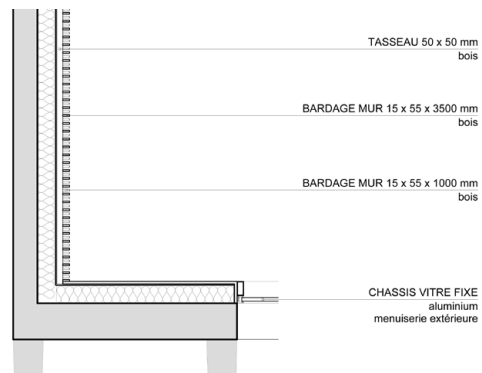 TASSEAU 50 x 50 mm
bois
BARDAGE MUR 15 x 55 x 3500 mm
bois
BARDAGE MUR 15 x 55 x 1000 mm
bois
CHASSIS VITRE FIXE
aluminium
menuiserie extérieure